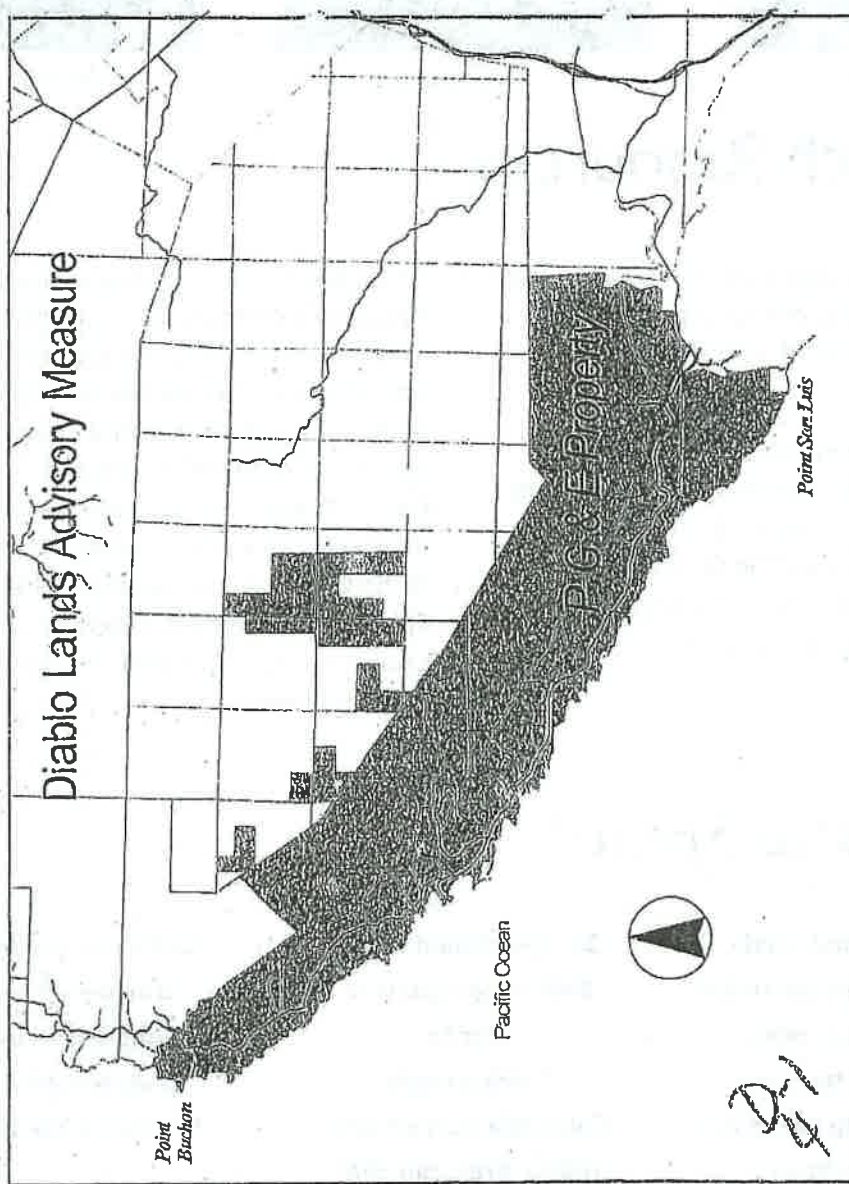 Diablo Lands Advisory Measure
P G & E Property
Point San Luis
Pacific Ocean
Point
Buchon